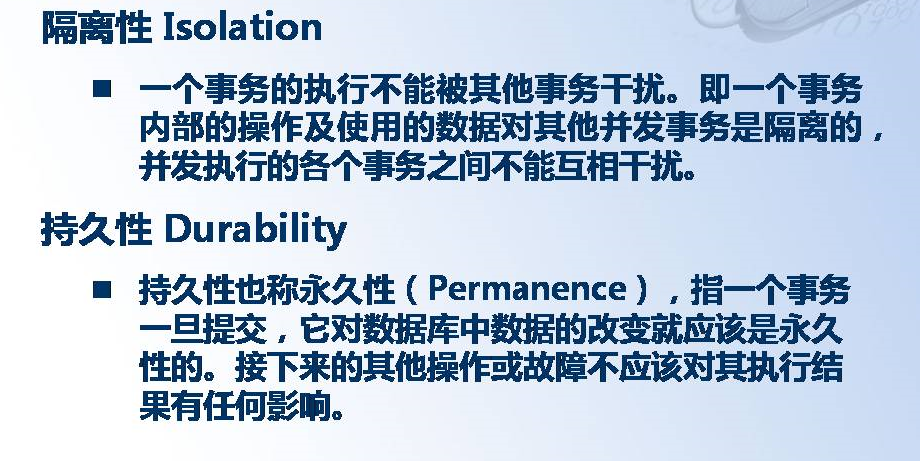 隔离性 Isolation
■ 一个事务的执行不能被其他事务干扰。即一个事务
内部的操作及使用的数据对其他并发事务是隔离的，
并发执行的各个事务之间不能互相干扰。
持久性 Durability
■ 持久性也称永久性（Permanence），指一个事务
一旦提交，它对数据库中数据的改变就应该是永久
性的。接下来的其他操作或故障不应该对其执行结
果有任何影响。